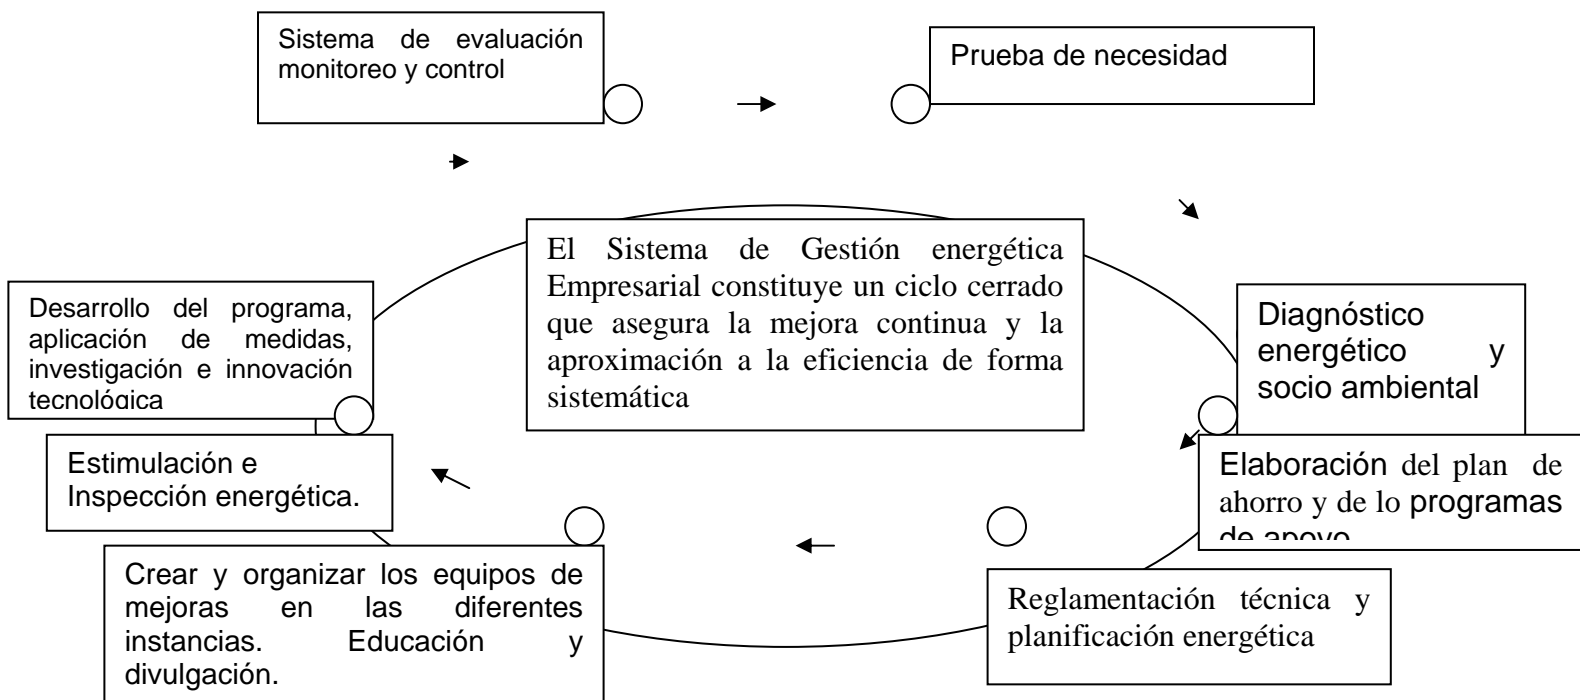 Sistema de evaluación
monitoreo y control
Prueba de necesidad
El Sistema de Gestión energética
Empresarial constituye un ciclo cerrado
que asegura la mejora continua y la
aproximación a la eficiencia de forma
sistemática
Desarrollo del programa,
aplicación de medidas,
investigación e innovación
tecnológica
Diagnóstico
energético y
socio ambiental
Estimulación e
Inspección energética.
Elaboración del plan de
ahorro y de lo programas
de apoyo
Crear y organizar los equipos de
mejoras en las diferentes
instancias. Educación y
divulgación.
Reglamentación técnica y
planificación energética